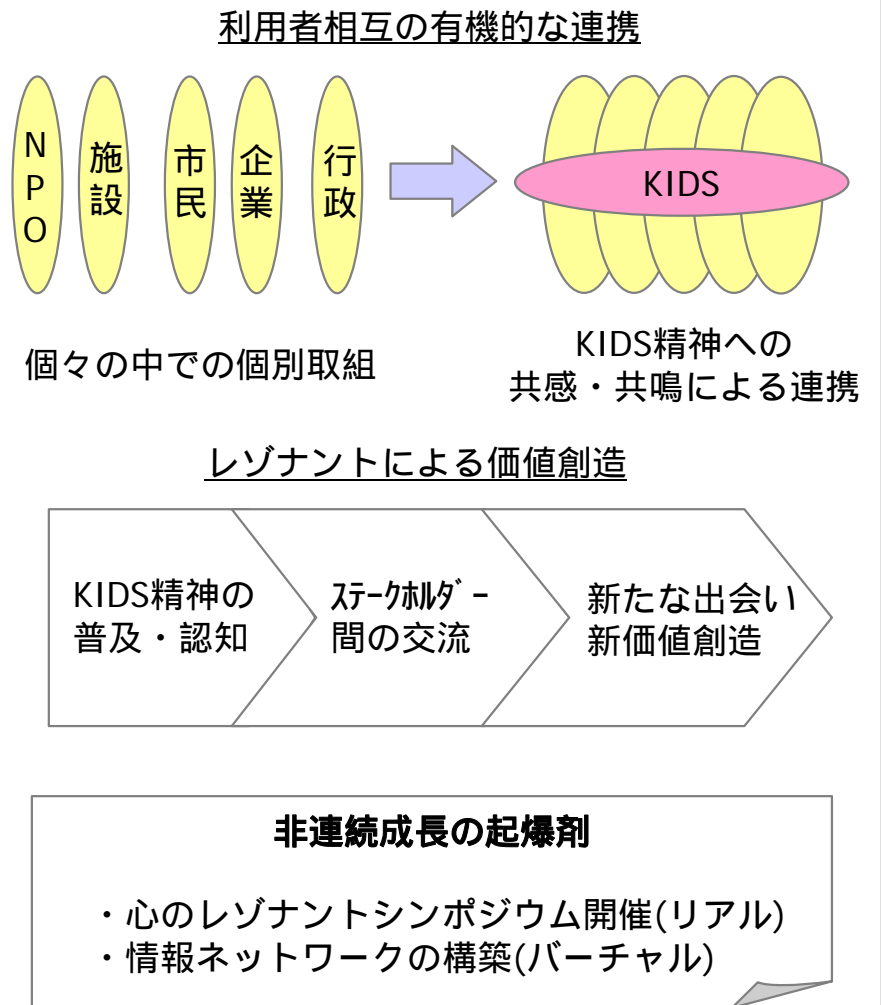 利用者相互の有機的な連携
NPO
施設
市民
企業
行政
KIDS
個々の中での個別取組
KIDS精神への
共感・共鳴による連携
レゾナントによる価値創造
KIDS精神の
普及・認知
ｽﾃｰｸﾎﾙﾀﾞｰ
間の交流
新たな出会い
新価値創造
非連続成長の起爆剤
・心のレゾナントシンポジウム開催(リアル)
・情報ネットワークの構築(バーチャル)